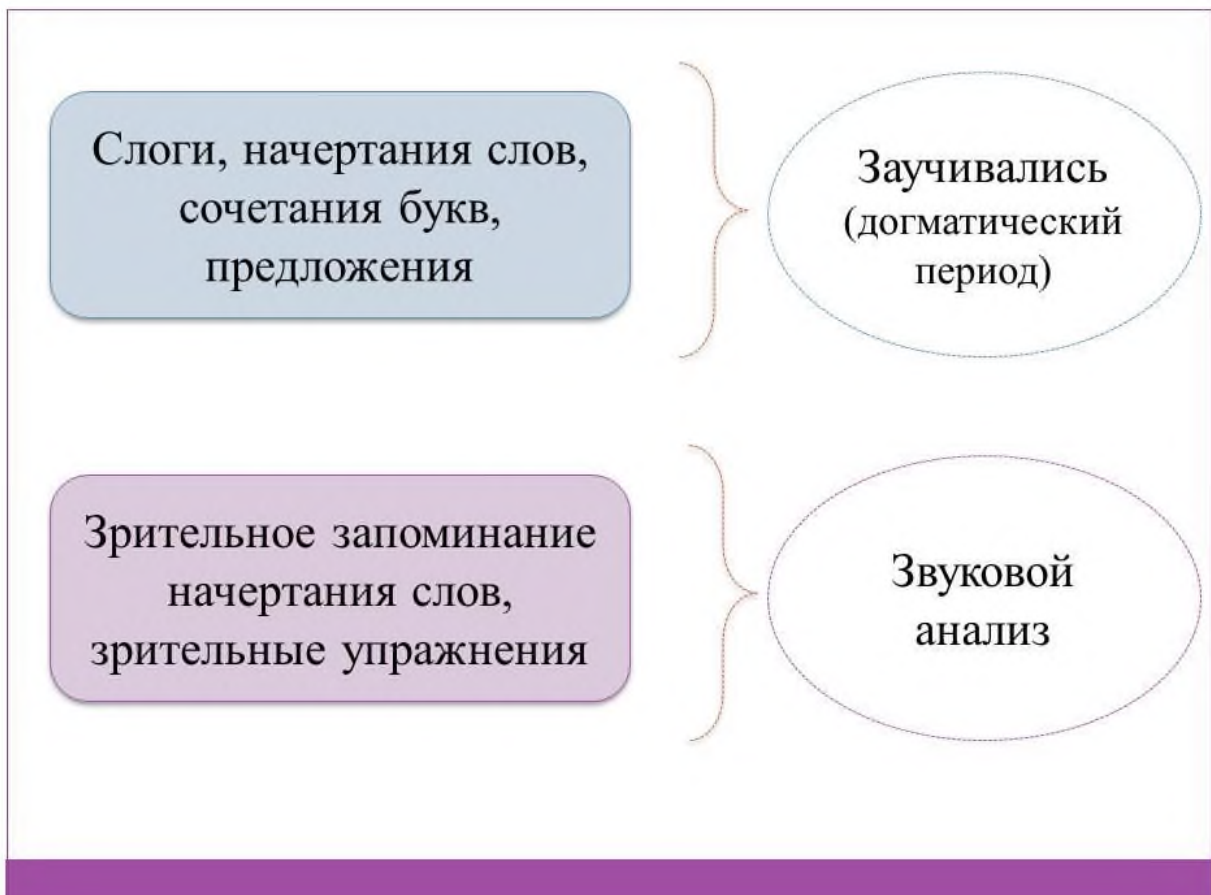 Слоги, начертания слов,
сочетания букв,
предложения
Заучивались
(догматический
период)
Зрительное запоминание
начертания слов,
зрительные упражнения
Звуковой
анализ